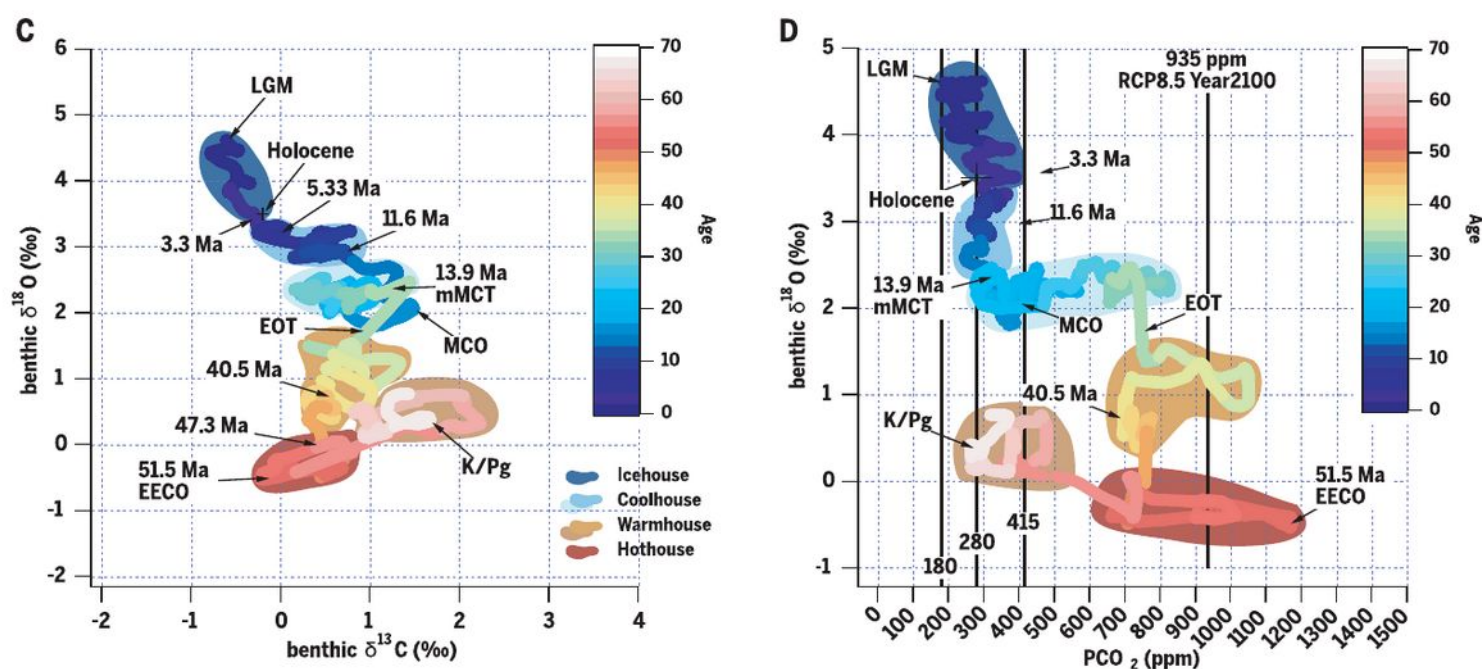 C
6
5
4
3
2
1
0
-1
-2
-2
-1
0
1
2
3
4
benthic δ18O (‰)
benthic δ13C (‰)
LGM
Holocene
5.33 Ma
3.3 Ma
11.6 Ma
13.9 Ma
mMCT
EOT
MCO
40.5 Ma
47.3 Ma
K/Pg
51.5 Ma
EECO
Icehouse
Coolhouse
Warmhouse
Hothouse
70
60
50
40
30
20
10
0
Age
D
5
4
3
2
1
0
-1
0
100
200
300
400
500
600
700
800
900
1000
1100
1200
1300
1400
1500
benthic δ18O (‰)
PCO2 (ppm)
LGM
935 ppm
RCP8.5 Year2100
3.3 Ma
Holocene
11.6 Ma
13.9 Ma
mMCT
MCO
EOT
40.5 Ma
K/Pg
51.5 Ma
EECO
415
280
180
70
60
50
40
30
20
10
0
Age